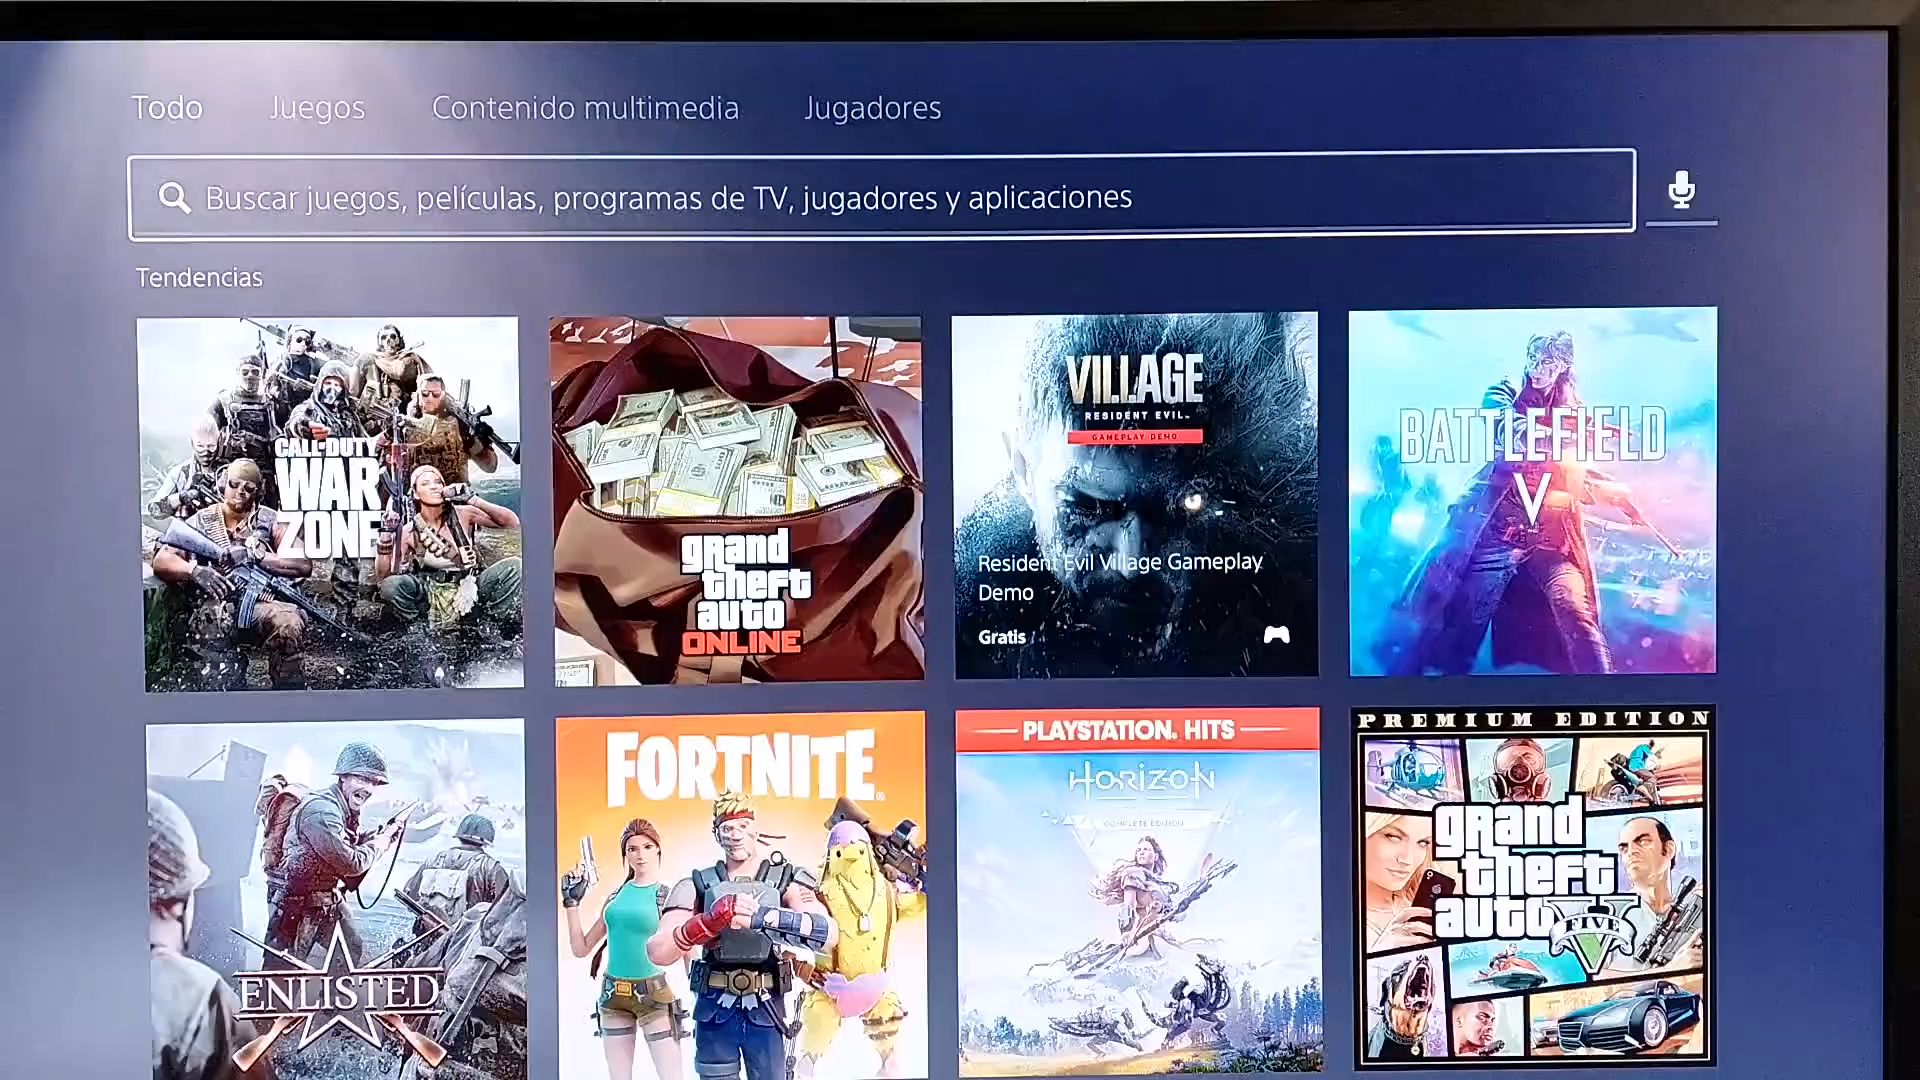 Todo Juegos Contenido multimedia Jugadores
Buscar juegos, películas, programas de TV, jugadores y aplicaciones
Tendencias
CALL OF DUTY
WAR
ZONE
grand
theft
auto
ONLINE
VILLAGE
RESIDENT EVIL
GAMEPLAY DEMO
Resident Evil Village Gameplay
Demo
Gratis
BATTLEFIELD
V
ENLISTED
FORTNITE
PLAYSTATION HITS
HORIZON
COMPLETE EDITION
PREMIUM EDITION
grand
theft
auto
FIVE
V